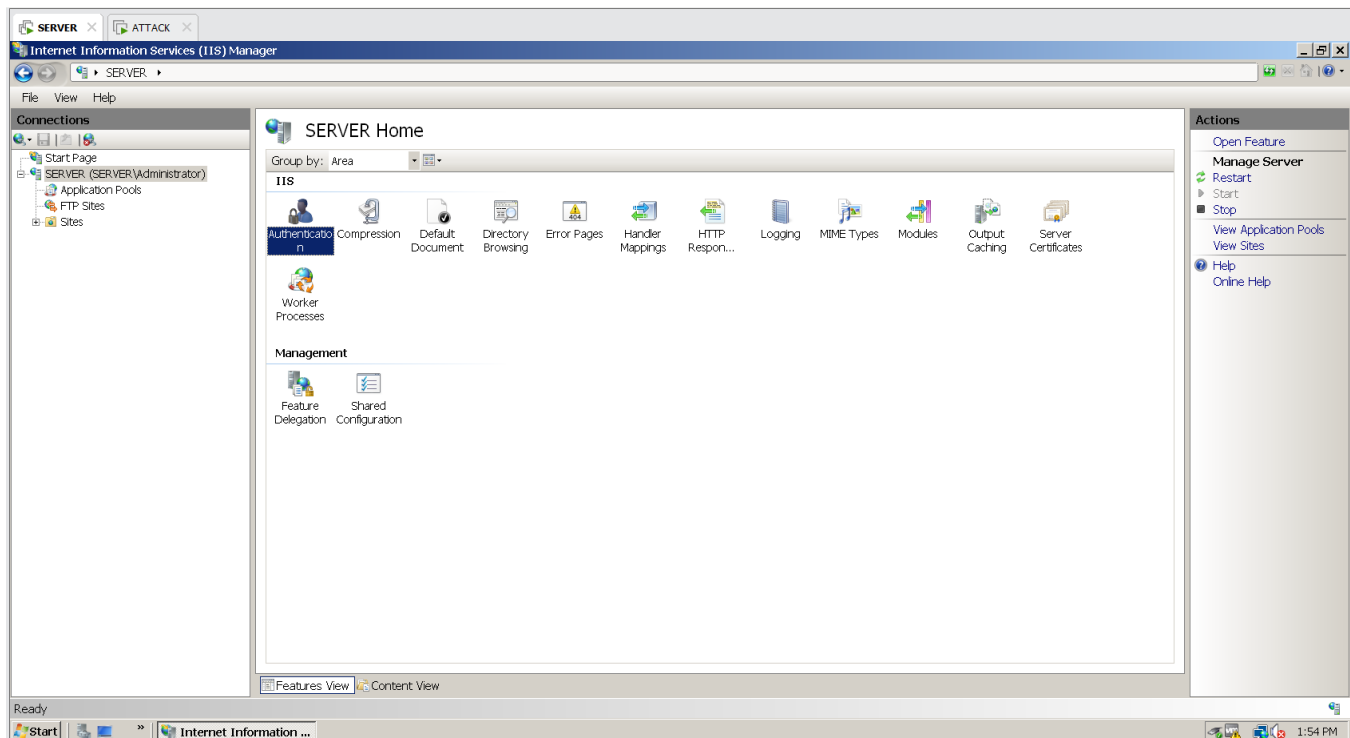 SERVER
ATTACK
Internet Information Services (IIS) Manager
SERVER
File View Help
Connections
Start Page
SERVER (SERVER\Administrator)
Application Pools
FTP Sites
Sites
SERVER Home
Group by: Area
IIS
Authenticatio
n
Compression
Default
Document
Directory
Browsing
Error Pages
Handler
Mappings
HTTP
Respon...
Logging
MIME Types
Modules
Output
Caching
Server
Certificates
Worker
Processes
Management
Feature
Delegation
Shared
Configuration
Features View
Content View
Actions
Open Feature
Manage Server
Restart
Start
Stop
View Application Pools
View Sites
Help
Online Help
Ready
Start
»
Internet Information ...
1:54 PM